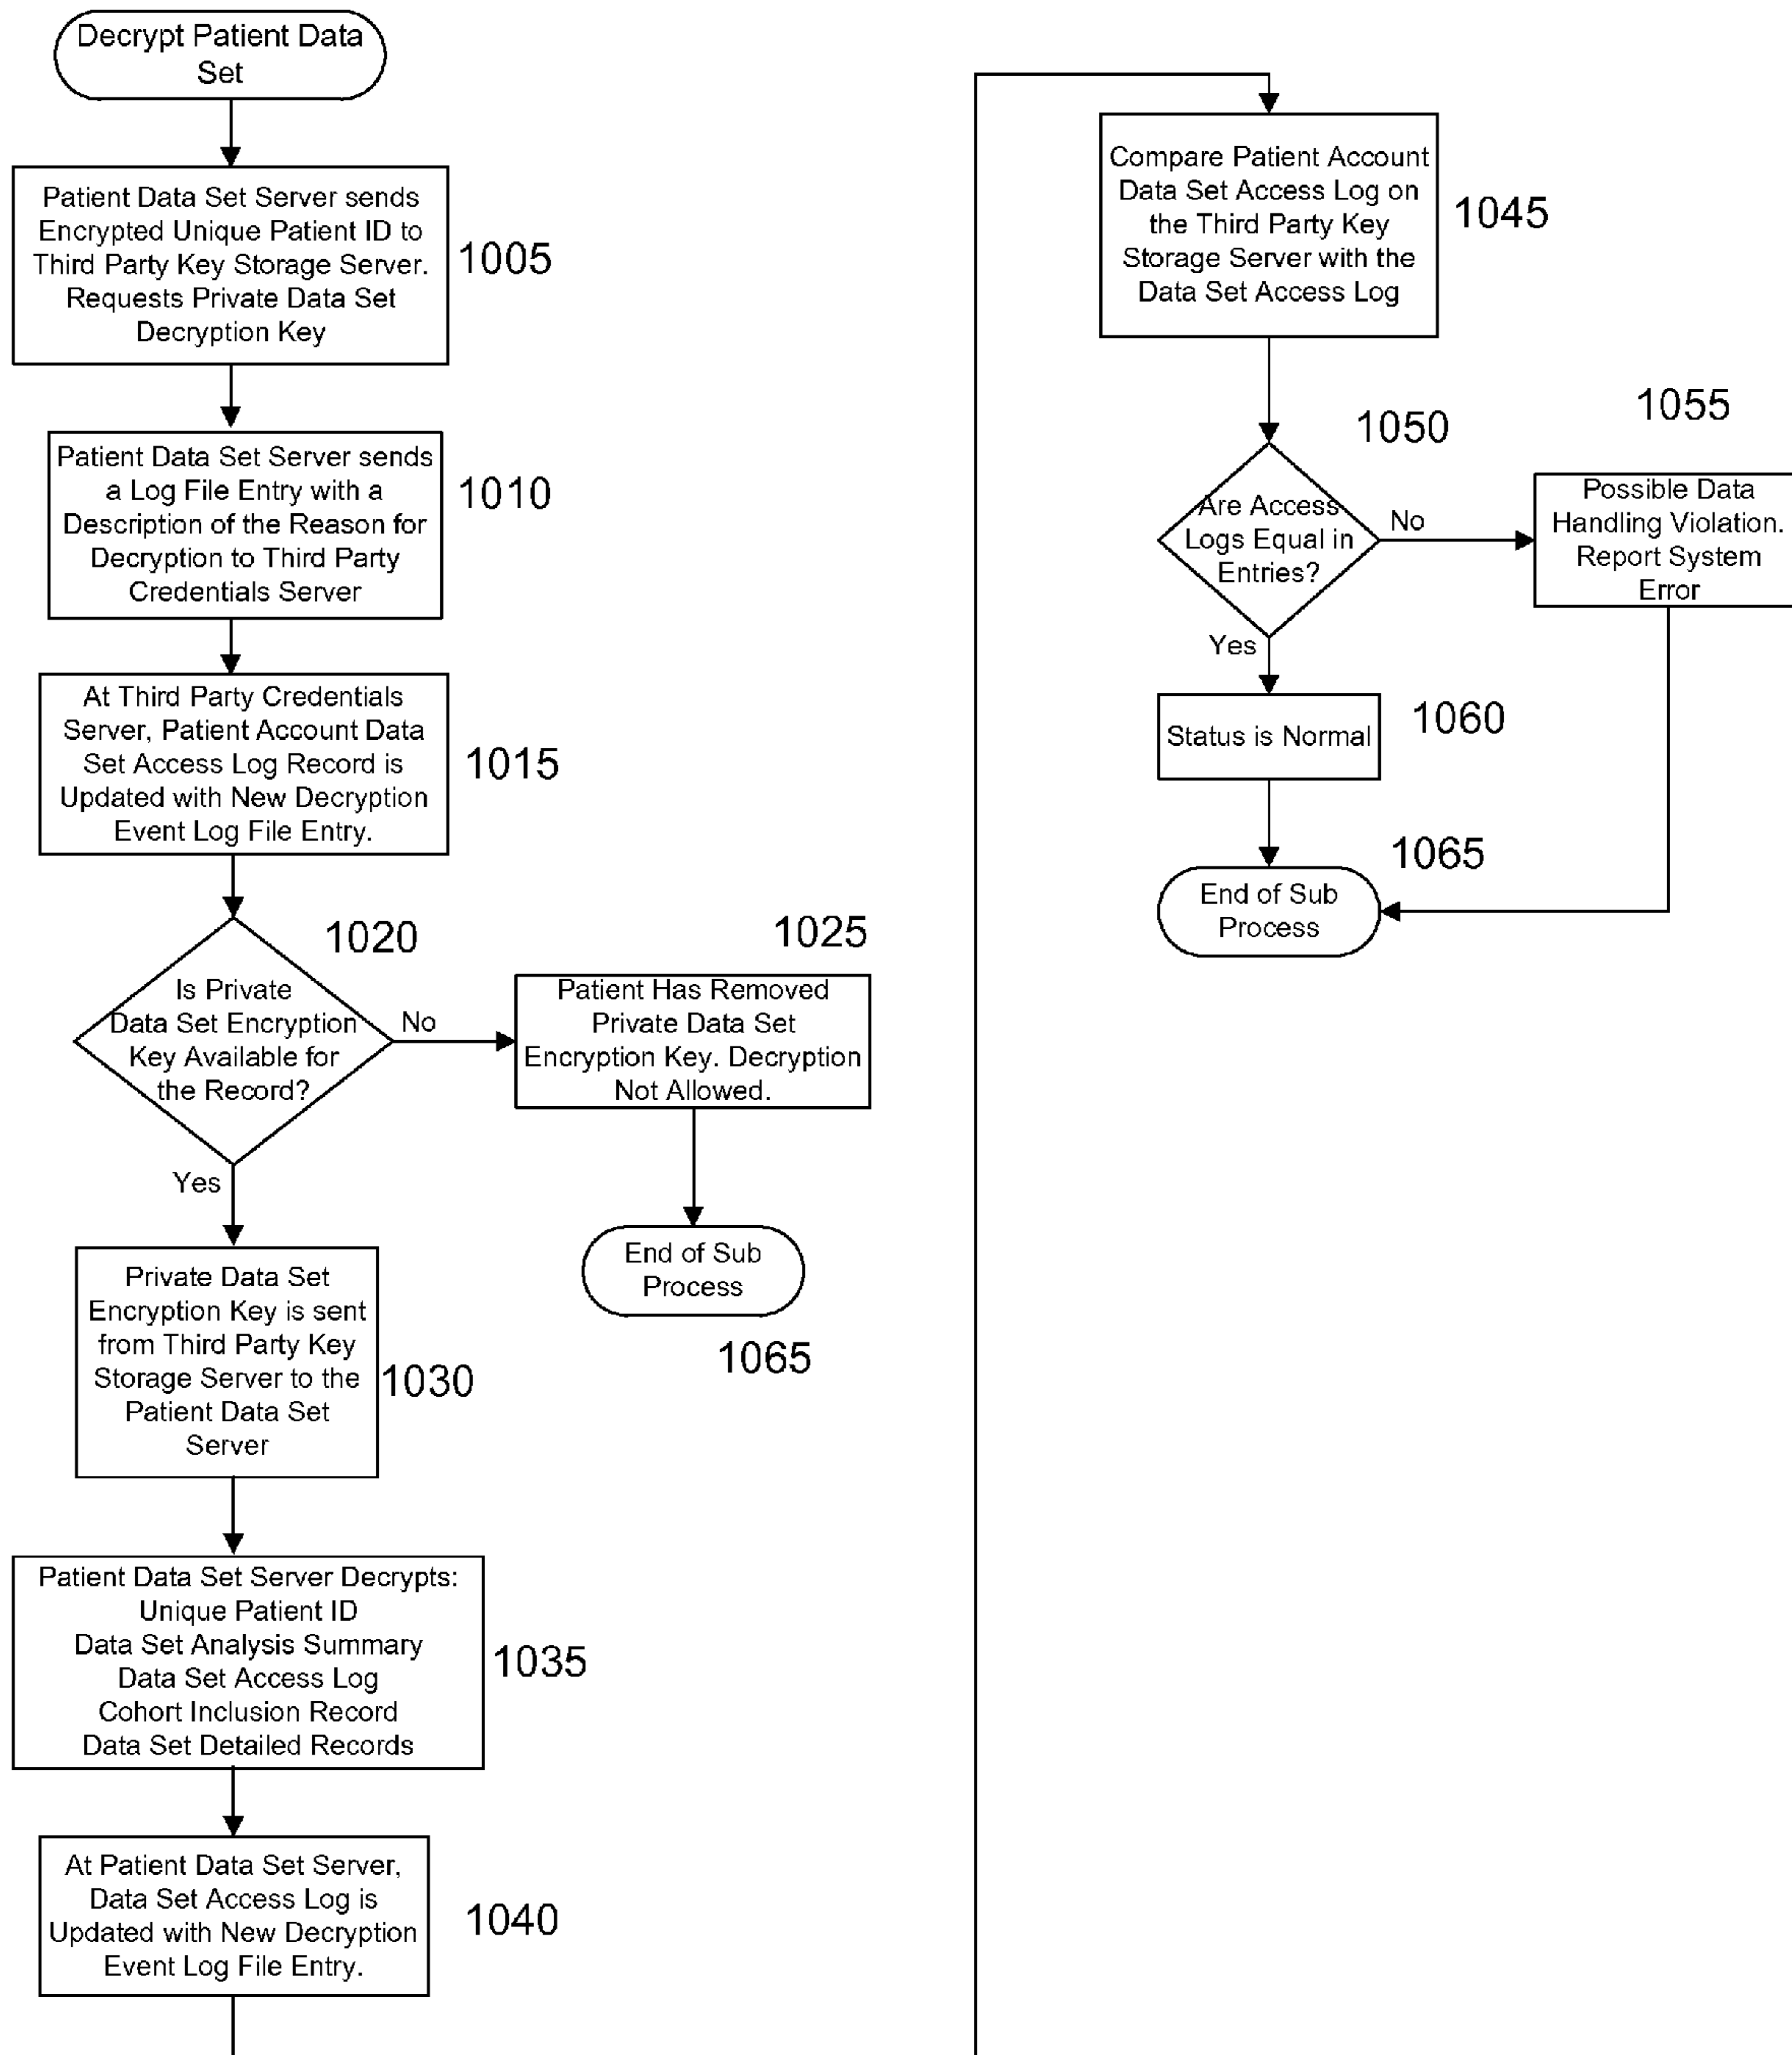 Decrypt Patient Data
Set
Patient Data Set Server sends
Encrypted Unique Patient ID to
Third Party Key Storage Server.
Requests Private Data Set
Decryption Key
1005
Patient Data Set Server sends
a Log File Entry with a
Description of the Reason for
Decryption to Third Party
Credentials Server
1010
At Third Party Credentials
Server, Patient Account Data
Set Access Log Record is
Updated with New Decryption
Event Log File Entry.
1015
1020
Is Private
Data Set Encryption
Key Available for
the Record?
No
Yes
1025
Patient Has Removed
Private Data Set
Encryption Key. Decryption
Not Allowed.
End of Sub
Process
1065
Private Data Set
Encryption Key is sent
from Third Party Key
Storage Server to the
Patient Data Set
Server
1030
Patient Data Set Server Decrypts:
Unique Patient ID
Data Set Analysis Summary
Data Set Access Log
Cohort Inclusion Record
Data Set Detailed Records
1035
At Patient Data Set Server,
Data Set Access Log is
Updated with New Decryption
Event Log File Entry.
1040
Compare Patient Account
Data Set Access Log on
the Third Party Key
Storage Server with the
Data Set Access Log
1045
1050
Are Access
Logs Equal in
Entries?
No
Yes
1055
Possible Data
Handling Violation.
Report System
Error
Status is Normal
1060
1065
End of Sub
Process